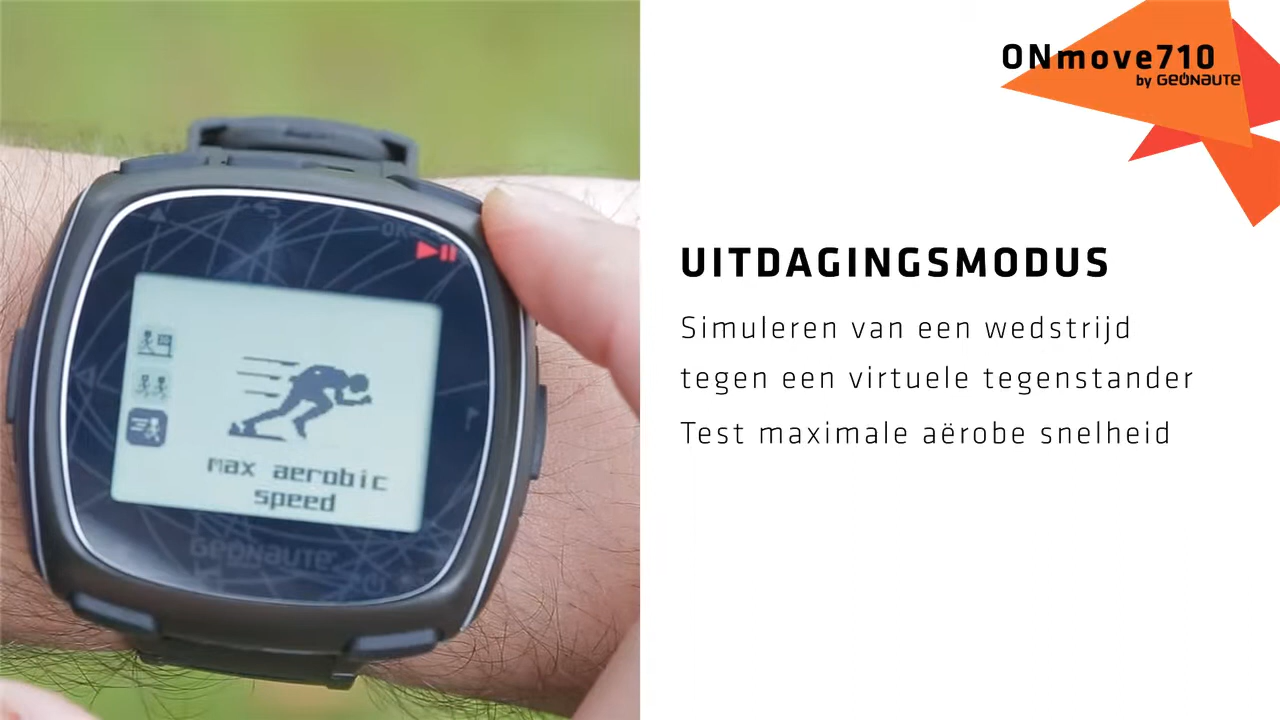 ONmove710
by GEONAUTE
UITDAGINGSMODUS
Simuleren van een wedstrijd
tegen een virtuele tegenstander
Test maximale aërobe snelheid
OK
max aerobic
speed
GEONAUTE